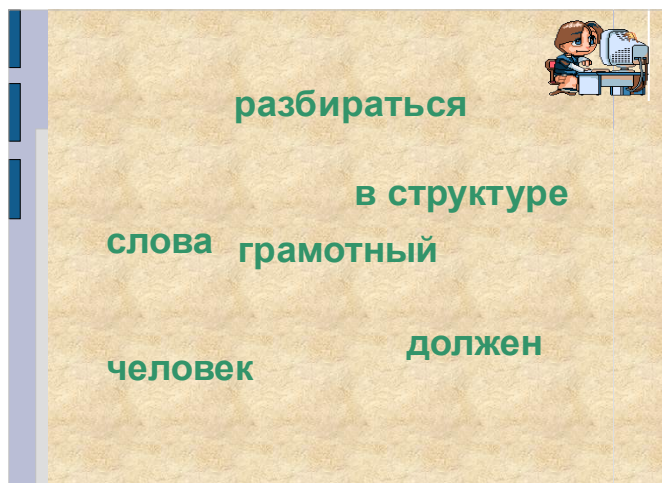 разбираться
в структуре
слова
грамотный
должен
человек